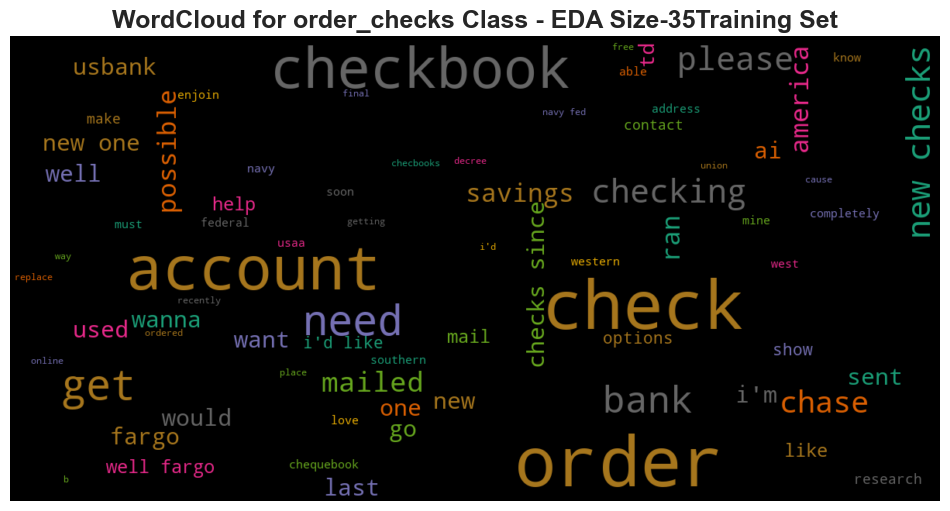 WordCloud for order_checks Class - EDA Size-35Training Set
free
td
checkbook
please
america
know
new checks
usbank
able
possible
enjoin
final
make
navy fed
address
contact
new one
ai
well
navy
checbooks
decree
union
cause
savings
checking
soon
help
must
federal
getting
completely
mine
ran
checks since
usaa
i'd
way
replace
account
western
west
recently
need
check
used
wanna
ordered
want
i'd like
mail
options
show
online
southern
place
get
mailed
sent
one
new
bank
i'm
chase
would
love
go
fargo
order
like
well fargo
chequebook
b
last
research